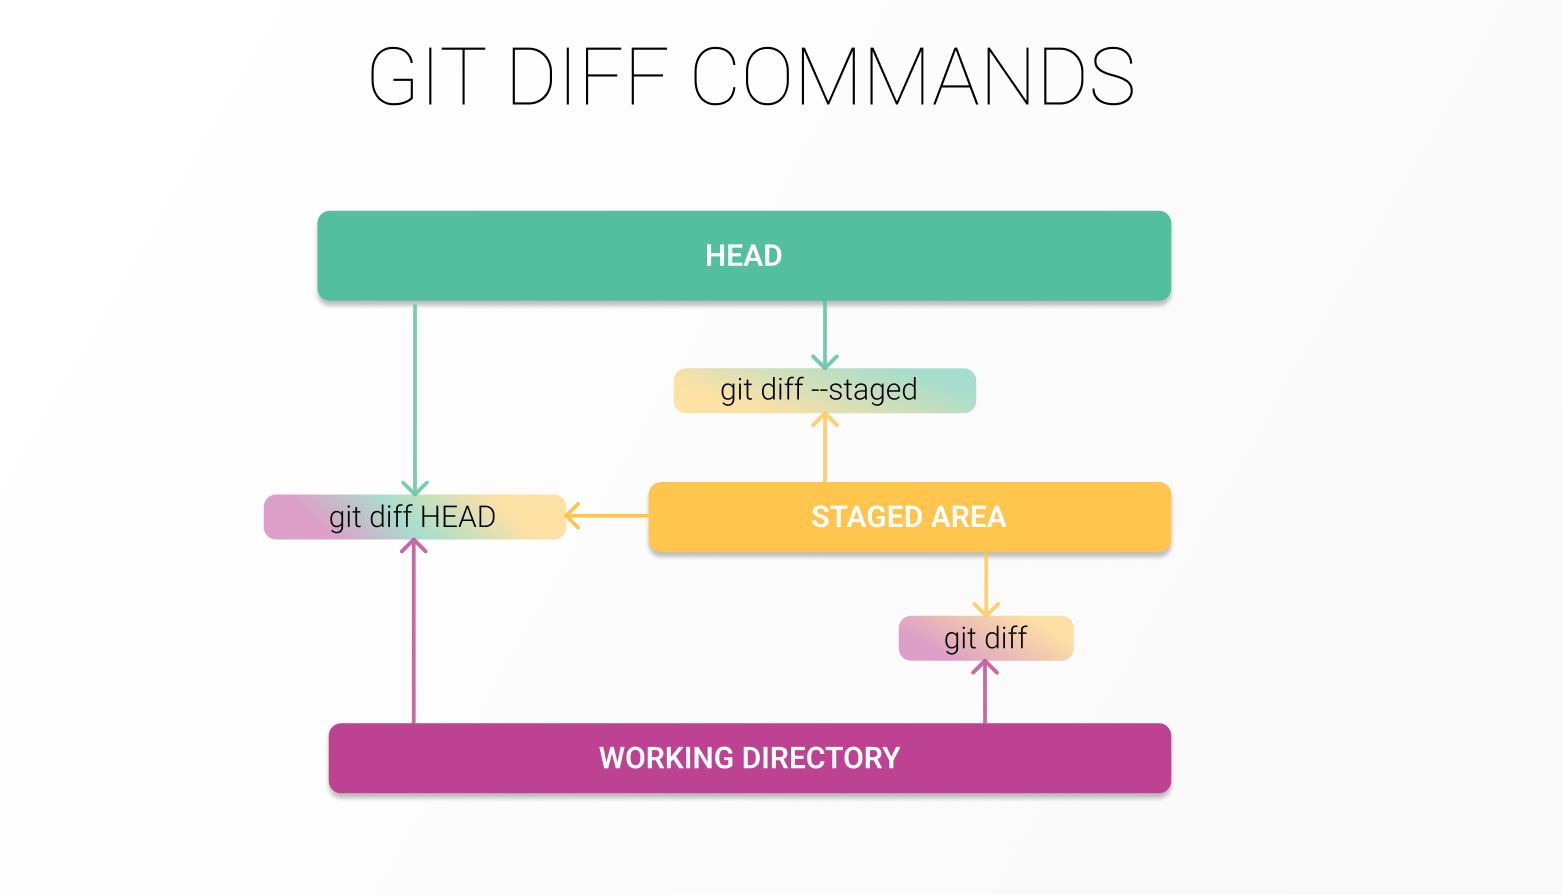 GIT DIFF COMMANDS
HEAD
git diff --staged
git diff HEAD
STAGED AREA
git diff
WORKING DIRECTORY